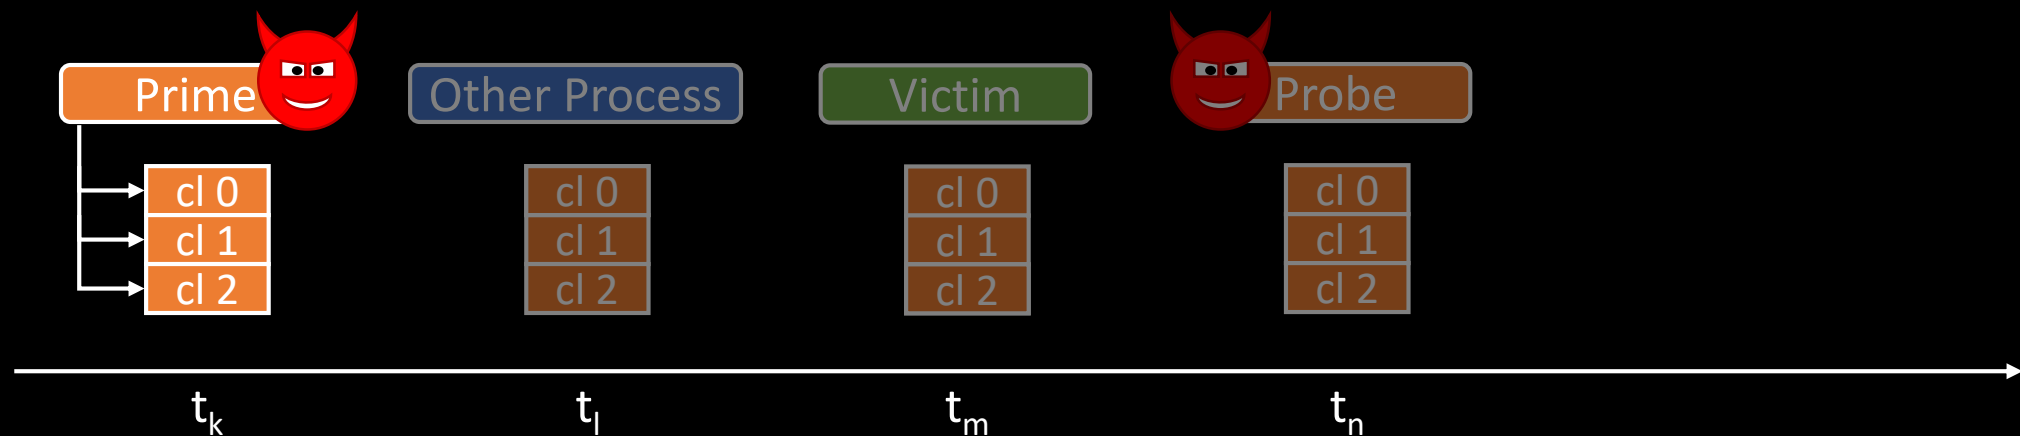 Prime Other Process Victim Probe
cl 0 cl 0 cl 0 cl 0
cl 1 cl 1 cl 1 cl 1
cl 2 cl 2 cl 2 cl 2
tk tl tm tn